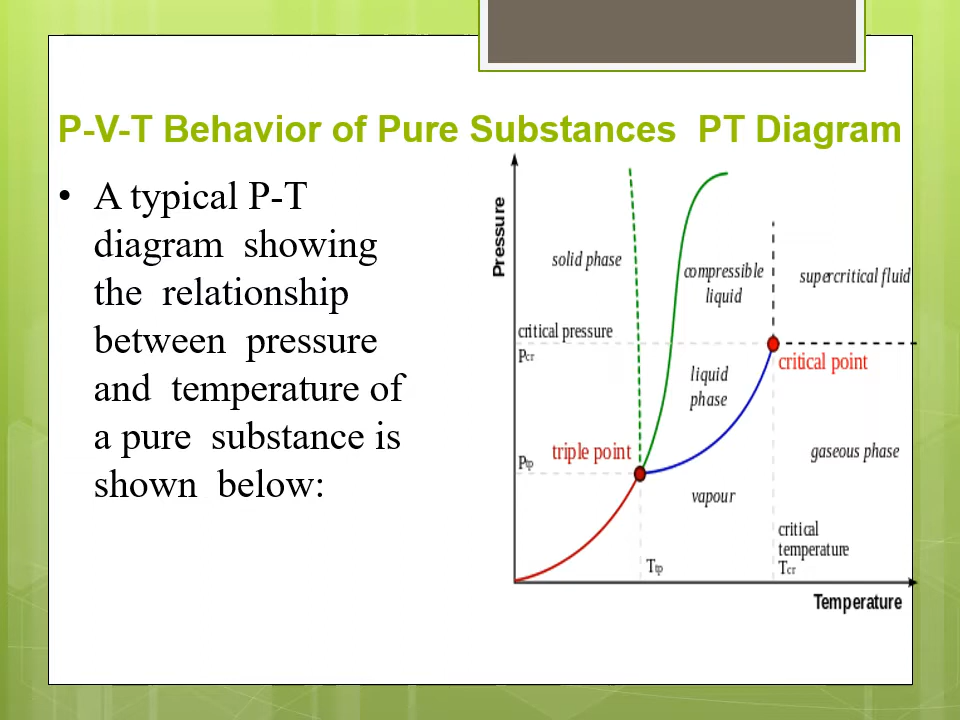 P-V-T Behavior of Pure Substances PT Diagram
• A typical P-T
diagram showing
the relationship
between pressure
and temperature of
a pure substance is
shown below:
Pressure
solid phase
compressible
liquid
supercritical fluid
critical pressure
Pcr
critical point
liquid
phase
triple point
Ptp
gaseous phase
vapour
critical
temperature
Tcr
Ttp
Temperature